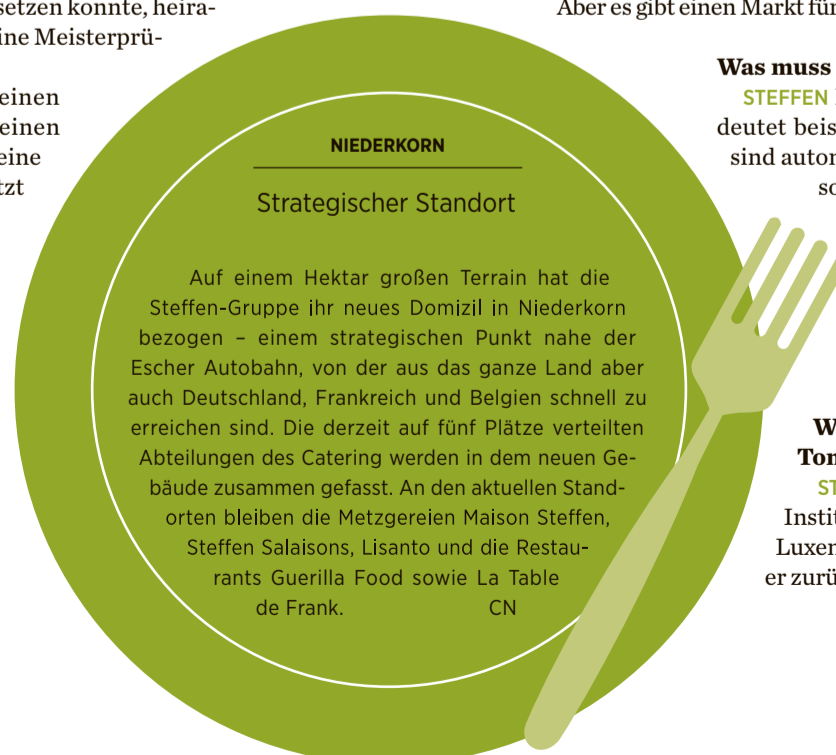 setzen konnte, heira-
ine Meisterprü-
einen
einen
eine
tzt
NIEDERKORN
Strategischer Standort
Auf einem Hektar großen Terrain hat die
Steffen-Gruppe ihr neues Domizil in Niederkorn
bezogen – einem strategischen Punkt nahe der
Escher Autobahn, von der aus das ganze Land aber
auch Deutschland, Frankreich und Belgien schnell zu
erreichen sind. Die derzeit auf fünf Plätze verteilten
Abteilungen des Catering werden in dem neuen Ge-
bäude zusammen gefasst. An den aktuellen Stand-
orten bleiben die Metzgereien Maison Steffen,
Steffen Salaisons, Lisanto und die Restau-
rants Guerilla Food sowie La Table
de Frank. CN
Aber es gibt einen Markt für
Was muss
STEFFEN
deutet beis
sind autor
so
W
Tor
ST
Instit
Luxer
er zurü